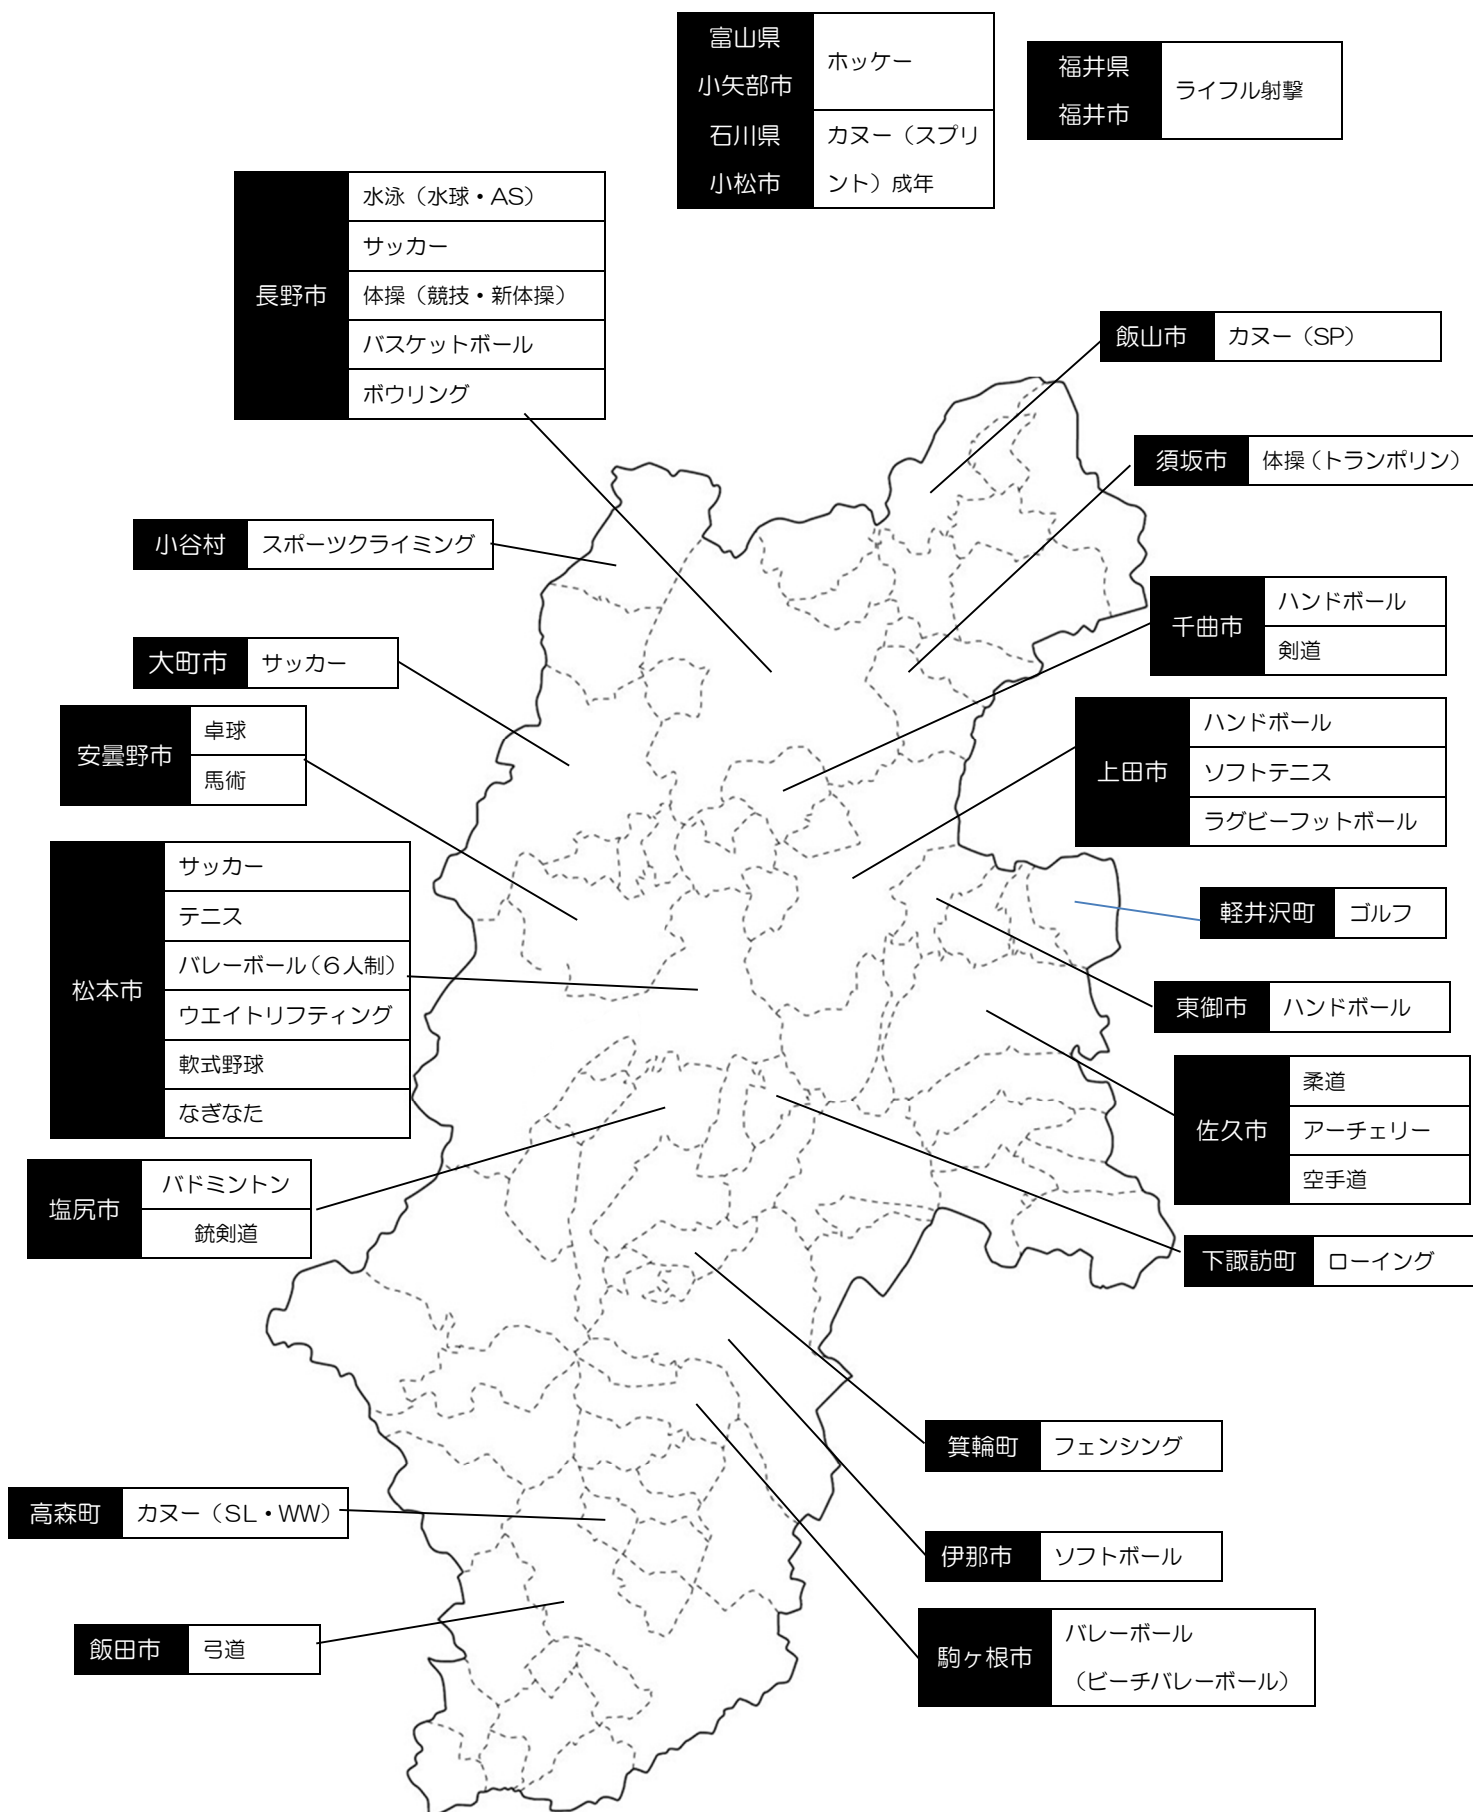 富山県
小矢部市
ホッケー
石川県
小松市
カヌー（スプリ
ント）成年
福井県
福井市
ライフル射撃
長野市
水泳（水球・AS）
サッカー
体操（競技・新体操）
バスケットボール
ボウリング
飯山市
カヌー（SP）
須坂市
体操（トランポリン）
小谷村
スポーツクライミング
千曲市
ハンドボール
剣道
大町市
サッカー
安曇野市
卓球
馬術
上田市
ハンドボール
ソフトテニス
ラグビーフットボール
松本市
サッカー
テニス
バレーボール（６人制）
ウエイトリフティング
軟式野球
なぎなた
軽井沢町
ゴルフ
東御市
ハンドボール
佐久市
柔道
アーチェリー
空手道
塩尻市
バドミントン
銃剣道
下諏訪町
ローイング
箕輪町
フェンシング
高森町
カヌー（SL・WW）
伊那市
ソフトボール
飯田市
弓道
駒ヶ根市
バレーボール
（ビーチバレーボール）